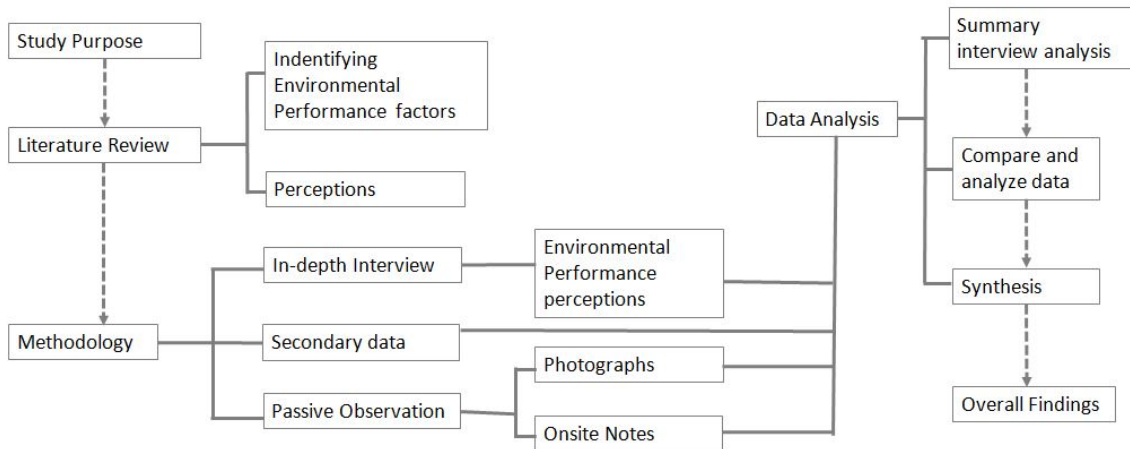 Study Purpose
Literature Review
Indentifying
Environmental
Performance factors
Perceptions
Methodology
In-depth Interview
Secondary data
Passive Observation
Environmental
Performance
perceptions
Photographs
Onsite Notes
Data Analysis
Summary
interview analysis
Compare and
analyze data
Synthesis
Overall Findings